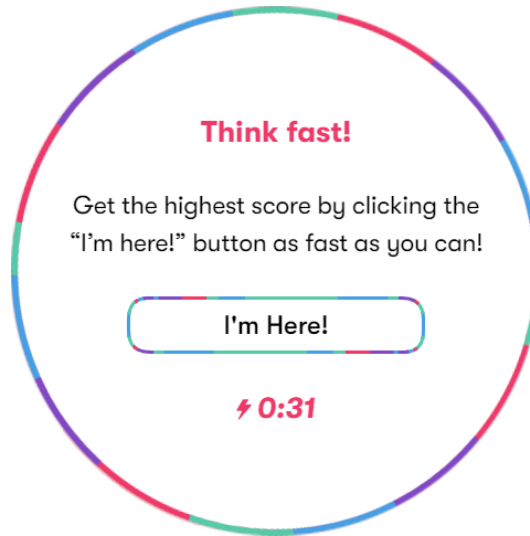 Think fast!
Get the highest score by clicking the
“I’m here!” button as fast as you can!
I'm Here!
0:31